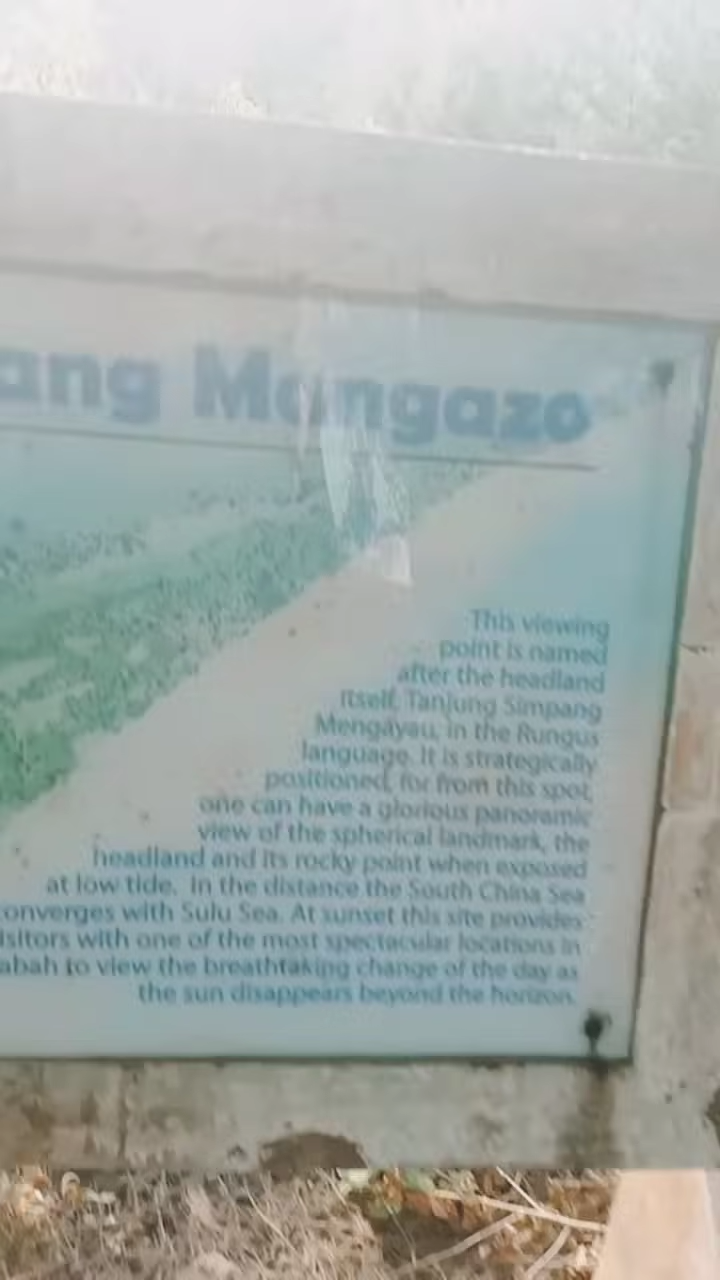 ang Mongazo
This viewing
point is named
after the headland
itself, Tanjung Simpang
Mengayau, in the Rungus
language. It is strategically
positioned, for from this spot,
one can have a glorious panoramic
view of the spherical landmark, the
headland and its rocky point when exposed
at low tide. In the distance the South China Sea
converges with Sulu Sea. At sunset this site provides
isitors with one of the most spectacular locations in
abah to view the breathtaking change of the day as
the sun disappears beyond the horizon.